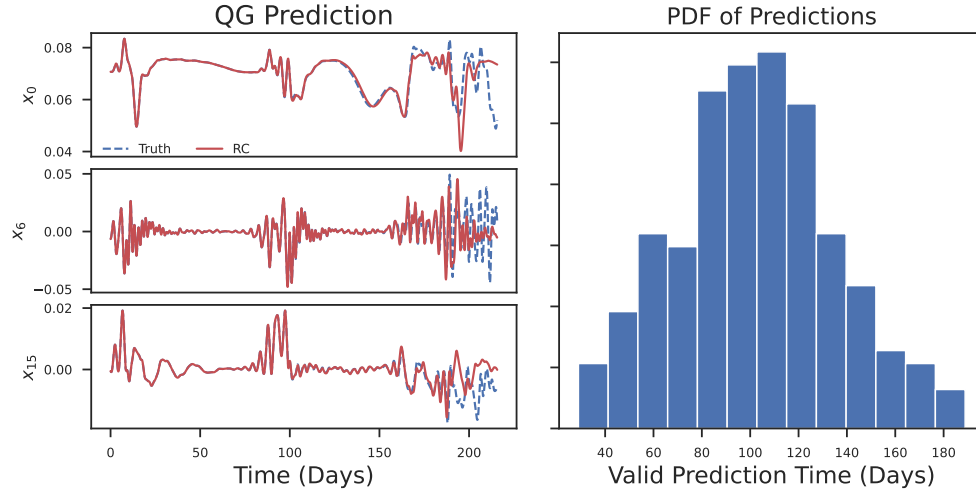 QG Prediction
0.08
0.06
0.04
x0
Truth
RC
0.05
0.00
−0.05
x6
0.02
0.00
x15
0 50 100 150 200
Time (Days)
PDF of Predictions
40 60 80 100 120 140 160 180
Valid Prediction Time (Days)